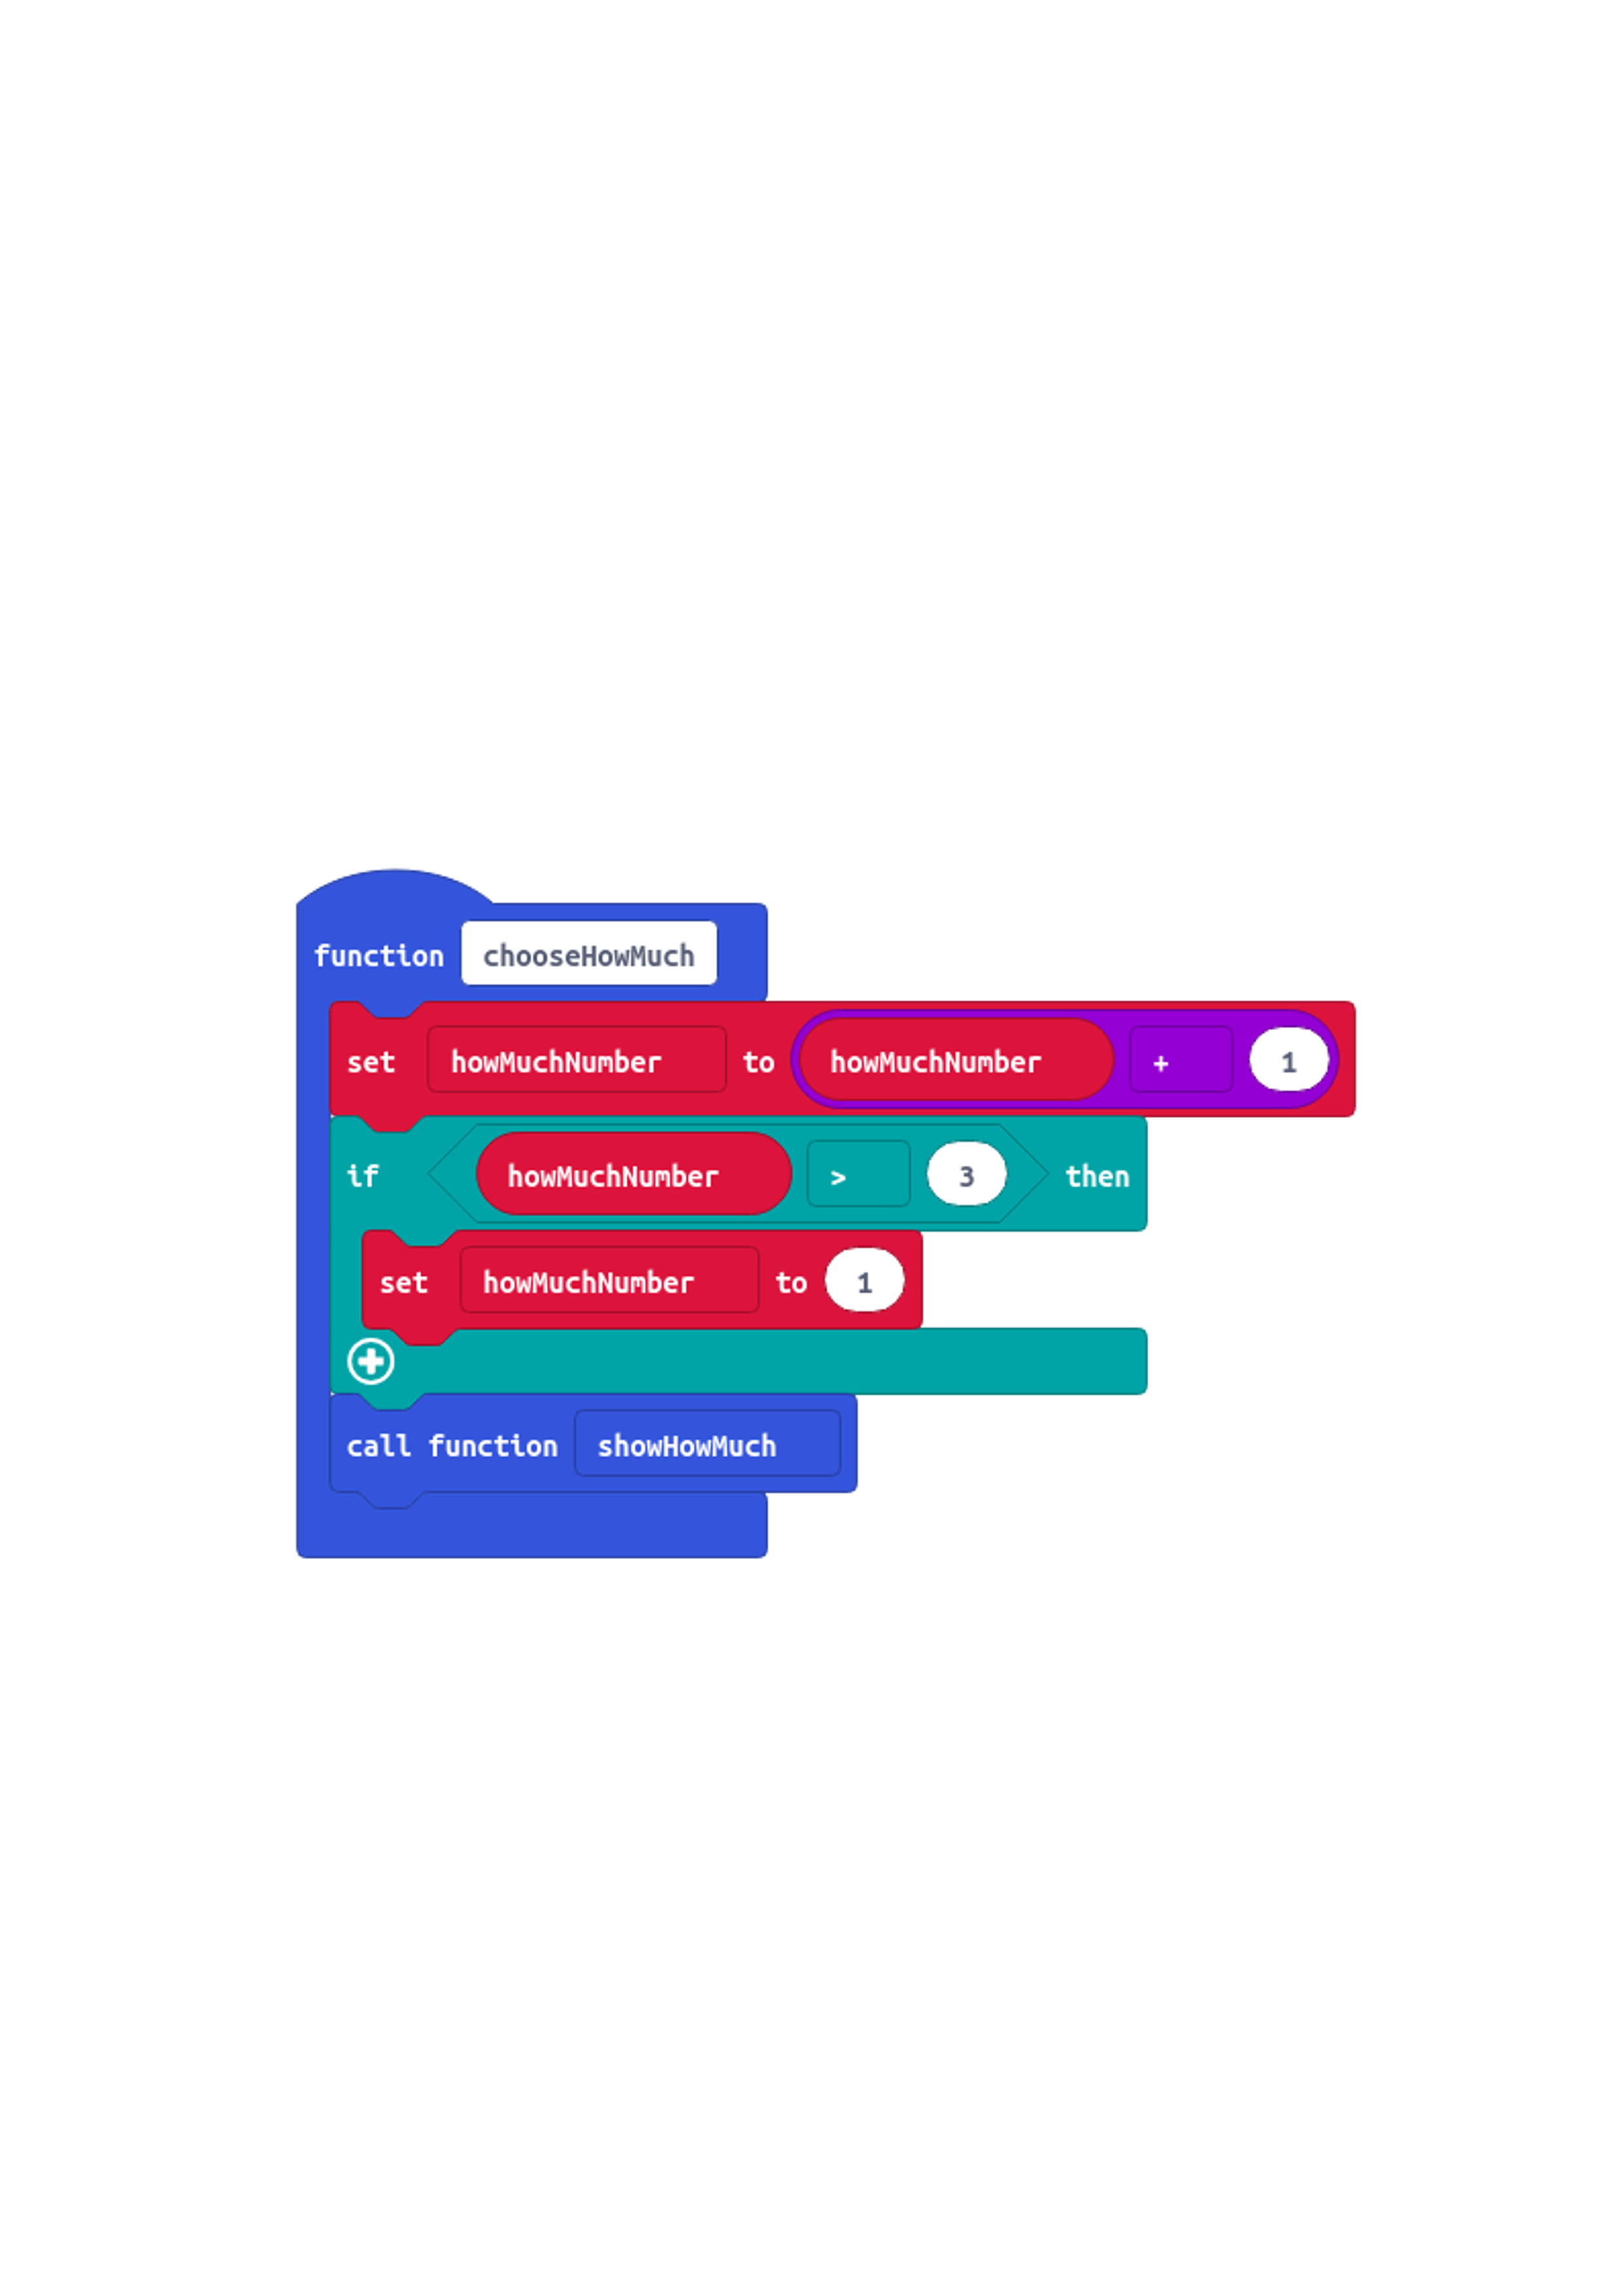 function chooseHowMuch
set howMuchNumber to howMuchNumber + 1
if howMuchNumber > 3 then
set howMuchNumber to 1
call function showHowMuch